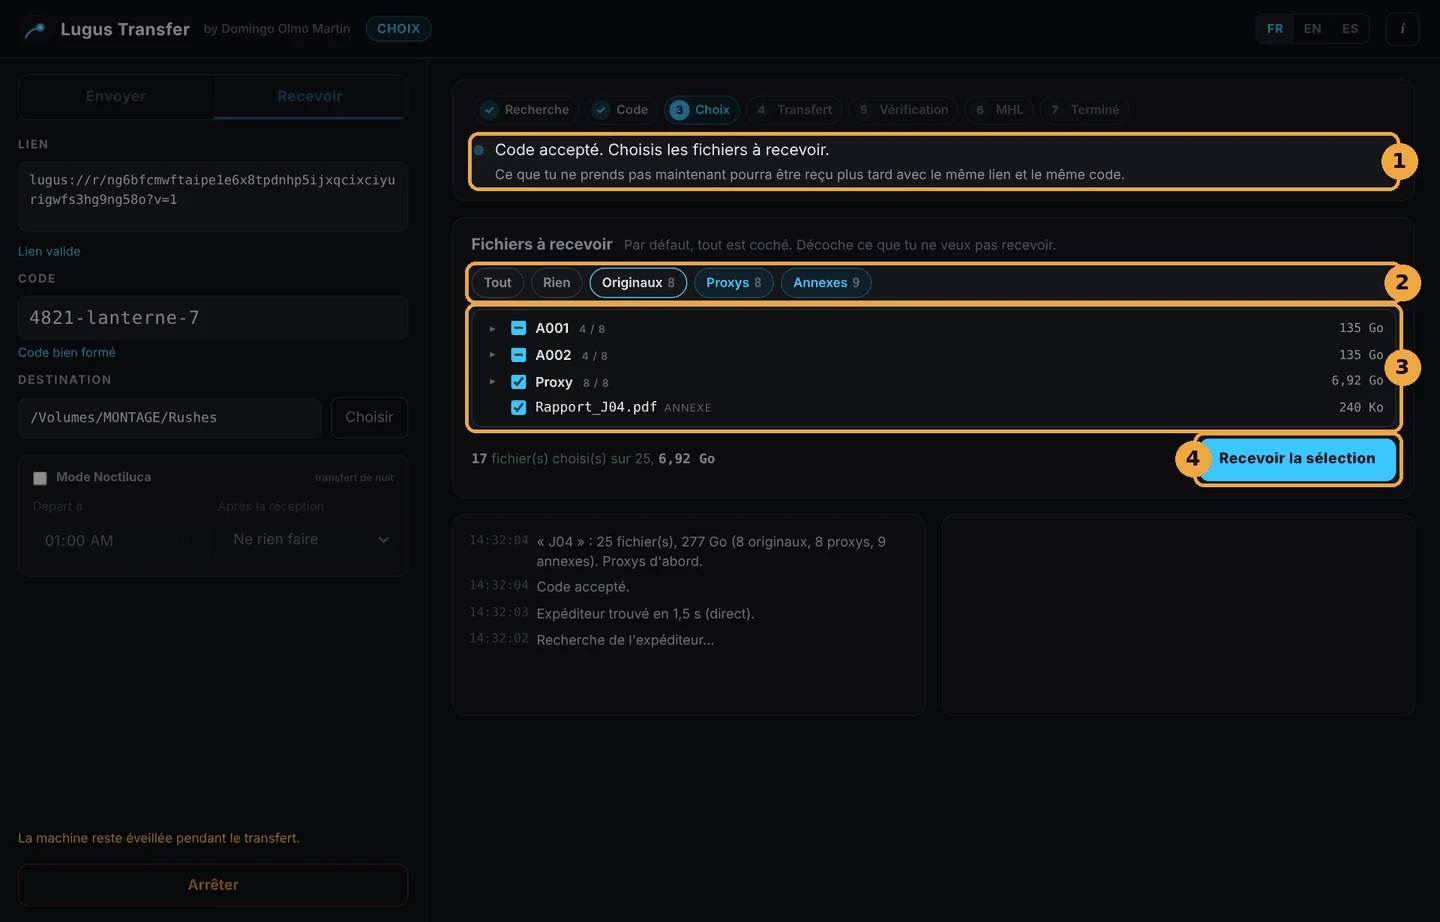 Lugus Transfer by Domingo Olmo Martin CHOIX
FR EN ES i
Envoyer Recevoir
LIEN
lugus://r/ng6bfcmwftaipe1e6x8tpdnhp5ijxqcixciyu
rigwfs3hg9ng58o?v=1
Lien valide
CODE
4821-lanterne-7
Code bien formé
DESTINATION
/Volumes/MONTAGE/Rushes Choisir
Mode Noctiluca transfert de nuit
Départ à Après la réception
01:00 AM Ne rien faire
La machine reste éveillée pendant le transfert.
Arrêter
Recherche Code 3 Choix 4 Transfert 5 Vérification 6 MHL 7 Terminé
Code accepté. Choisis les fichiers à recevoir.
Ce que tu ne prends pas maintenant pourra être reçu plus tard avec le même lien et le même code.
1
Fichiers à recevoir Par défaut, tout est coché. Décoche ce que tu ne veux pas recevoir.
Tout Rien Originaux 8 Proxys 8 Annexes 9
2
A001 4 / 8 135 Go
A002 4 / 8 135 Go
3
Proxy 8 / 8 6,92 Go
Rapport_J04.pdf ANNEXE 240 Ko
17 fichier(s) choisi(s) sur 25, 6,92 Go
4 Recevoir la sélection
14:32:04 « J04 » : 25 fichier(s), 277 Go (8 originaux, 8 proxys, 9
annexes). Proxys d'abord.
14:32:04 Code accepté.
14:32:03 Expéditeur trouvé en 1,5 s (direct).
14:32:02 Recherche de l'expéditeur...